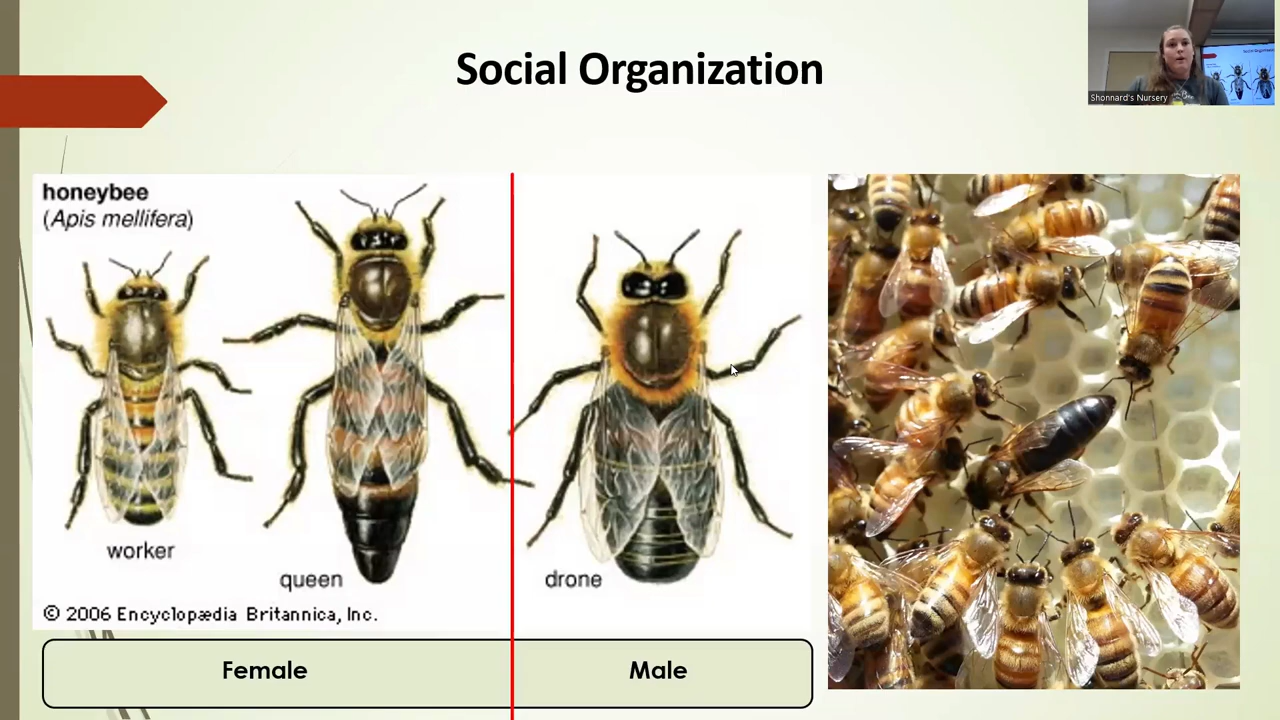 Social Organization
Shonnard's Nursery
honeybee
(Apis mellifera)
worker
queen
drone
© 2006 Encyclopædia Britannica, Inc.
Female
Male